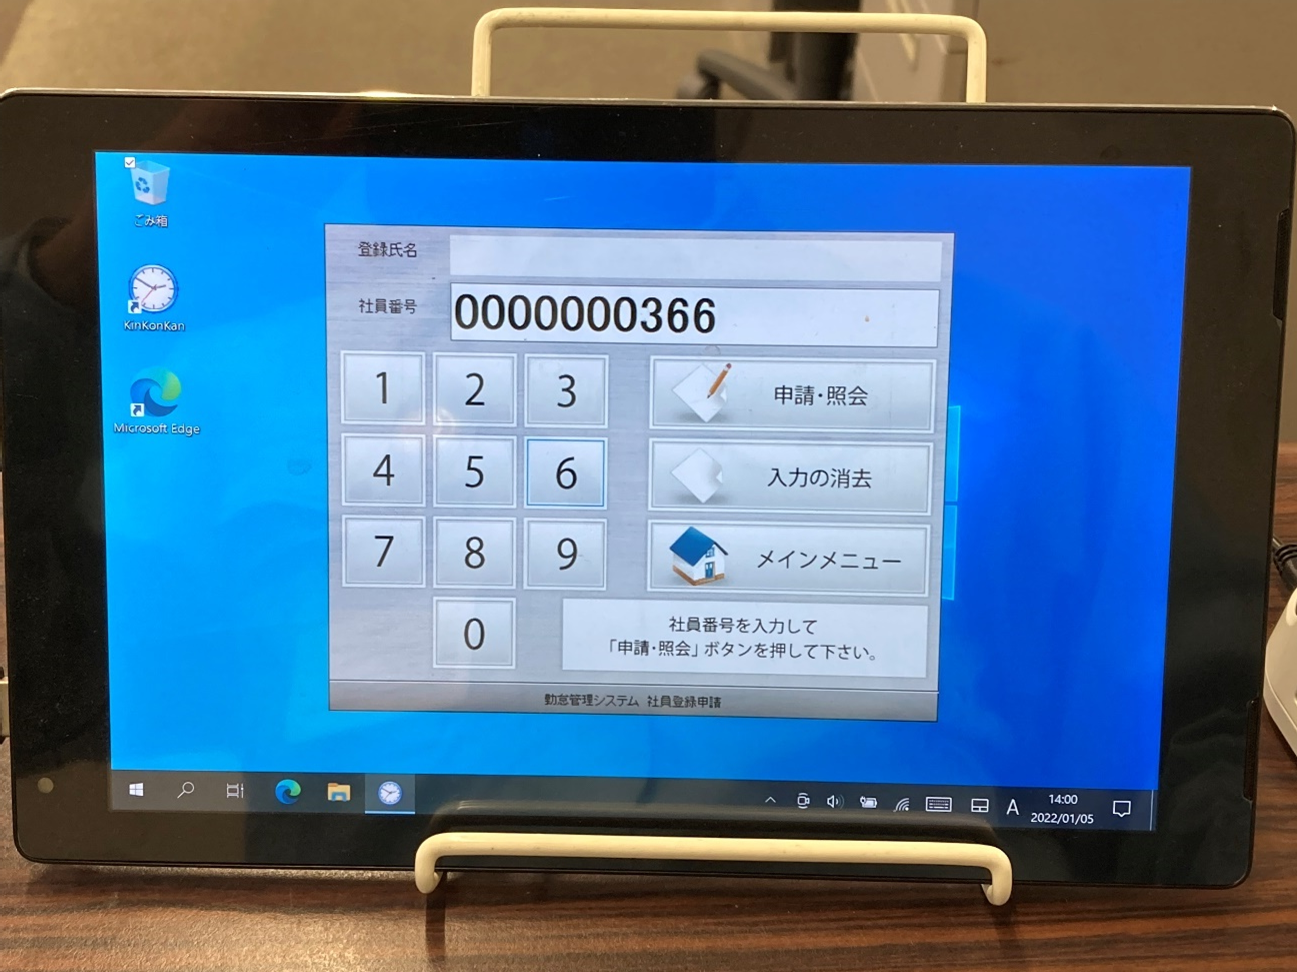 ごみ箱
KinKonKan
Microsoft Edge
登録氏名
社員番号
0000000366
1 2 3
申請・照会
4 5 6
入力の消去
7 8 9
メインメニュー
0
社員番号を入力して
「申請・照会」ボタンを押して下さい。
勤怠管理システム 社員登録申請
A
14:00
2022/01/05